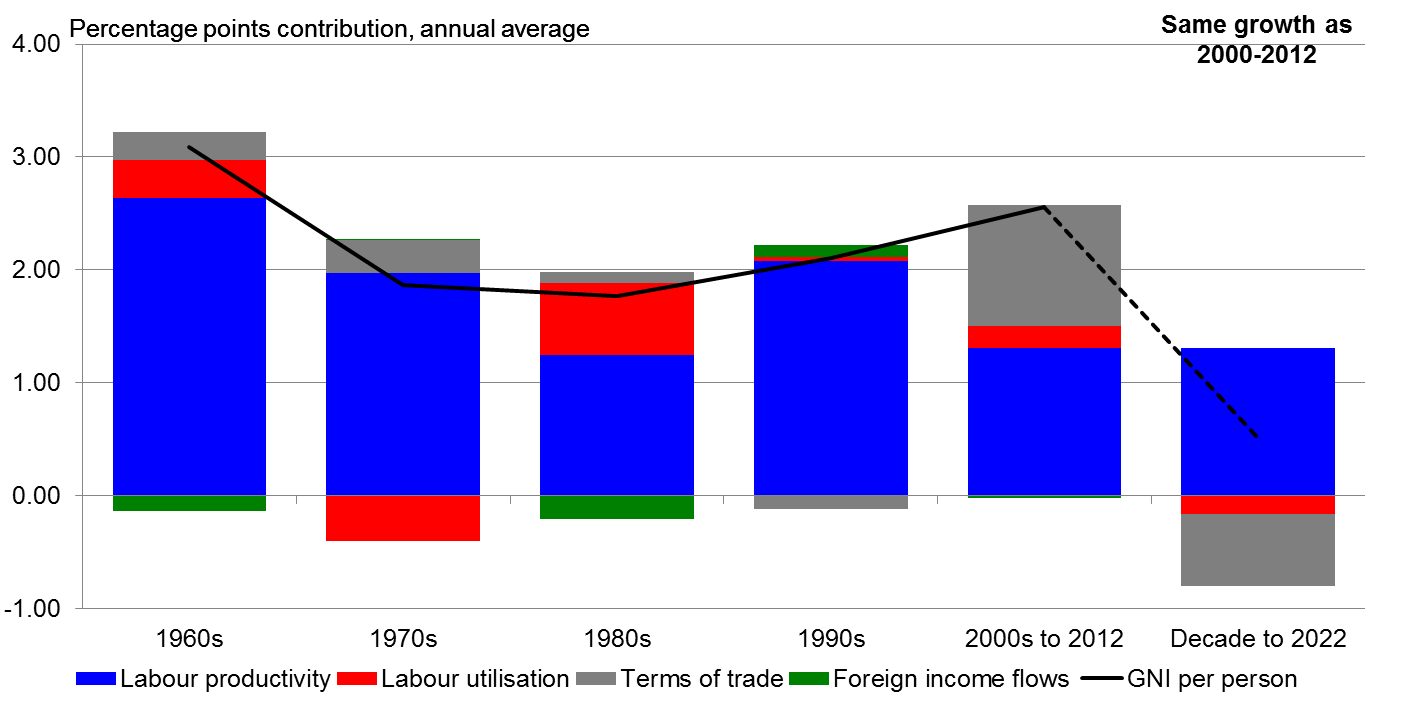 Percentage points contribution, annual average
Same growth as
2000-2012
4.00
3.00
2.00
1.00
0.00
-1.00
1960s 1970s 1980s 1990s 2000s to 2012 Decade to 2022
Labour productivity Labour utilisation Terms of trade Foreign income flows GNI per person